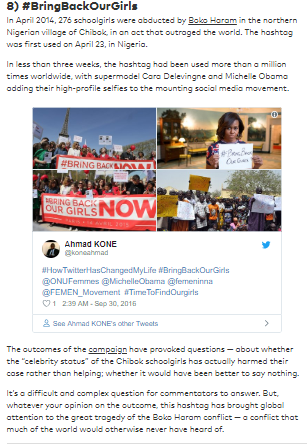 8) #BringBackOurGirls
In April 2014, 276 schoolgirls were abducted by Boko Haram in the northern
Nigerian village of Chibok, in an act that outraged the world. The hashtag
was first used on April 23, in Nigeria.
In less than three weeks, the hashtag had been used more than a million
times worldwide, with supermodel Cara Delevingne and Michelle Obama
adding their high-profile selfies to the mounting social media movement.
#BRING BACK
#BringBack
OurGirls
BRING BACK
OUR GIRLS NOW
Ahmad KONE
@koneahmad
#HowTwitterHasChangedMyLife #BringBackOurGirls
@ONUFemmes @MichelleObama @femeninna
@FEMEN_Movement #TimeToFindOurgirls
1 2:39 AM - Sep 30, 2016
See Ahmad KONE's other Tweets
The outcomes of the campaign have provoked questions — about whether
the "celebrity status" of the Chibok schoolgirls has actually harmed their
case rather than helping; whether it would have been better to say nothing.
It's a difficult and complex question for commentators to answer. But,
whatever your opinion on the outcome, this hashtag has brought global
attention to the great tragedy of the Boko Haram conflict — a conflict that
much of the world would otherwise never have heard of.